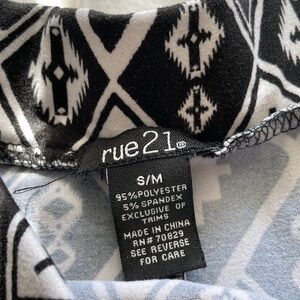 rue21®
S/M
95% POLYESTER
5% SPANDEX
EXCLUSIVE OF
TRIMS
MADE IN CHINA
RN# 70829
SEE REVERSE
FOR CARE